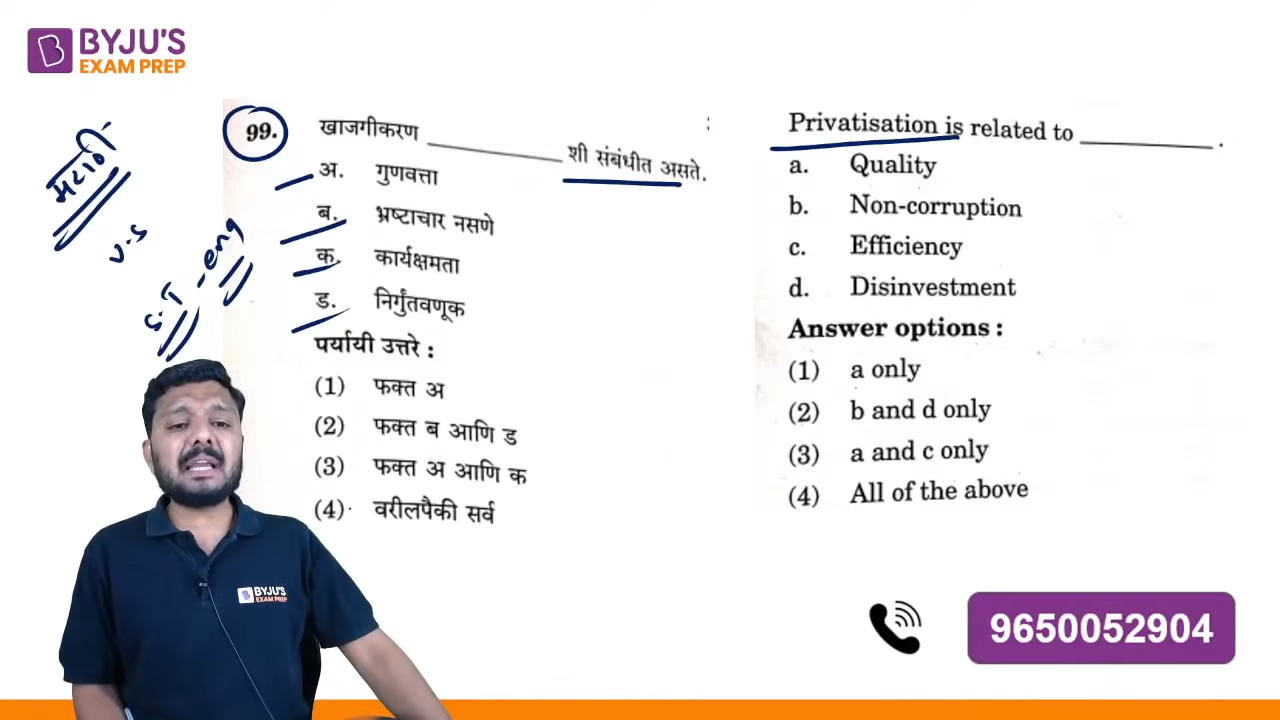 BYJU'S
EXAM PREP
मराठी
v.s
S.T - eng
99. खाजगीकरण __________ शी संबंधीत असते.
अ. गुणवत्ता
ब. भ्रष्टाचार नसणे
क. कार्यक्षमता
ड. निर्गुंतवणूक
पर्यायी उत्तरे :
(1) फक्त अ
(2) फक्त ब आणि ड
(3) फक्त अ आणि क
(4) वरीलपैकी सर्व
: Privatisation is related to __________ .
a. Quality
b. Non-corruption
c. Efficiency
d. Disinvestment
Answer options :
(1) a only
(2) b and d only
(3) a and c only
(4) All of the above
BYJU'S
EXAM PREP
9650052904